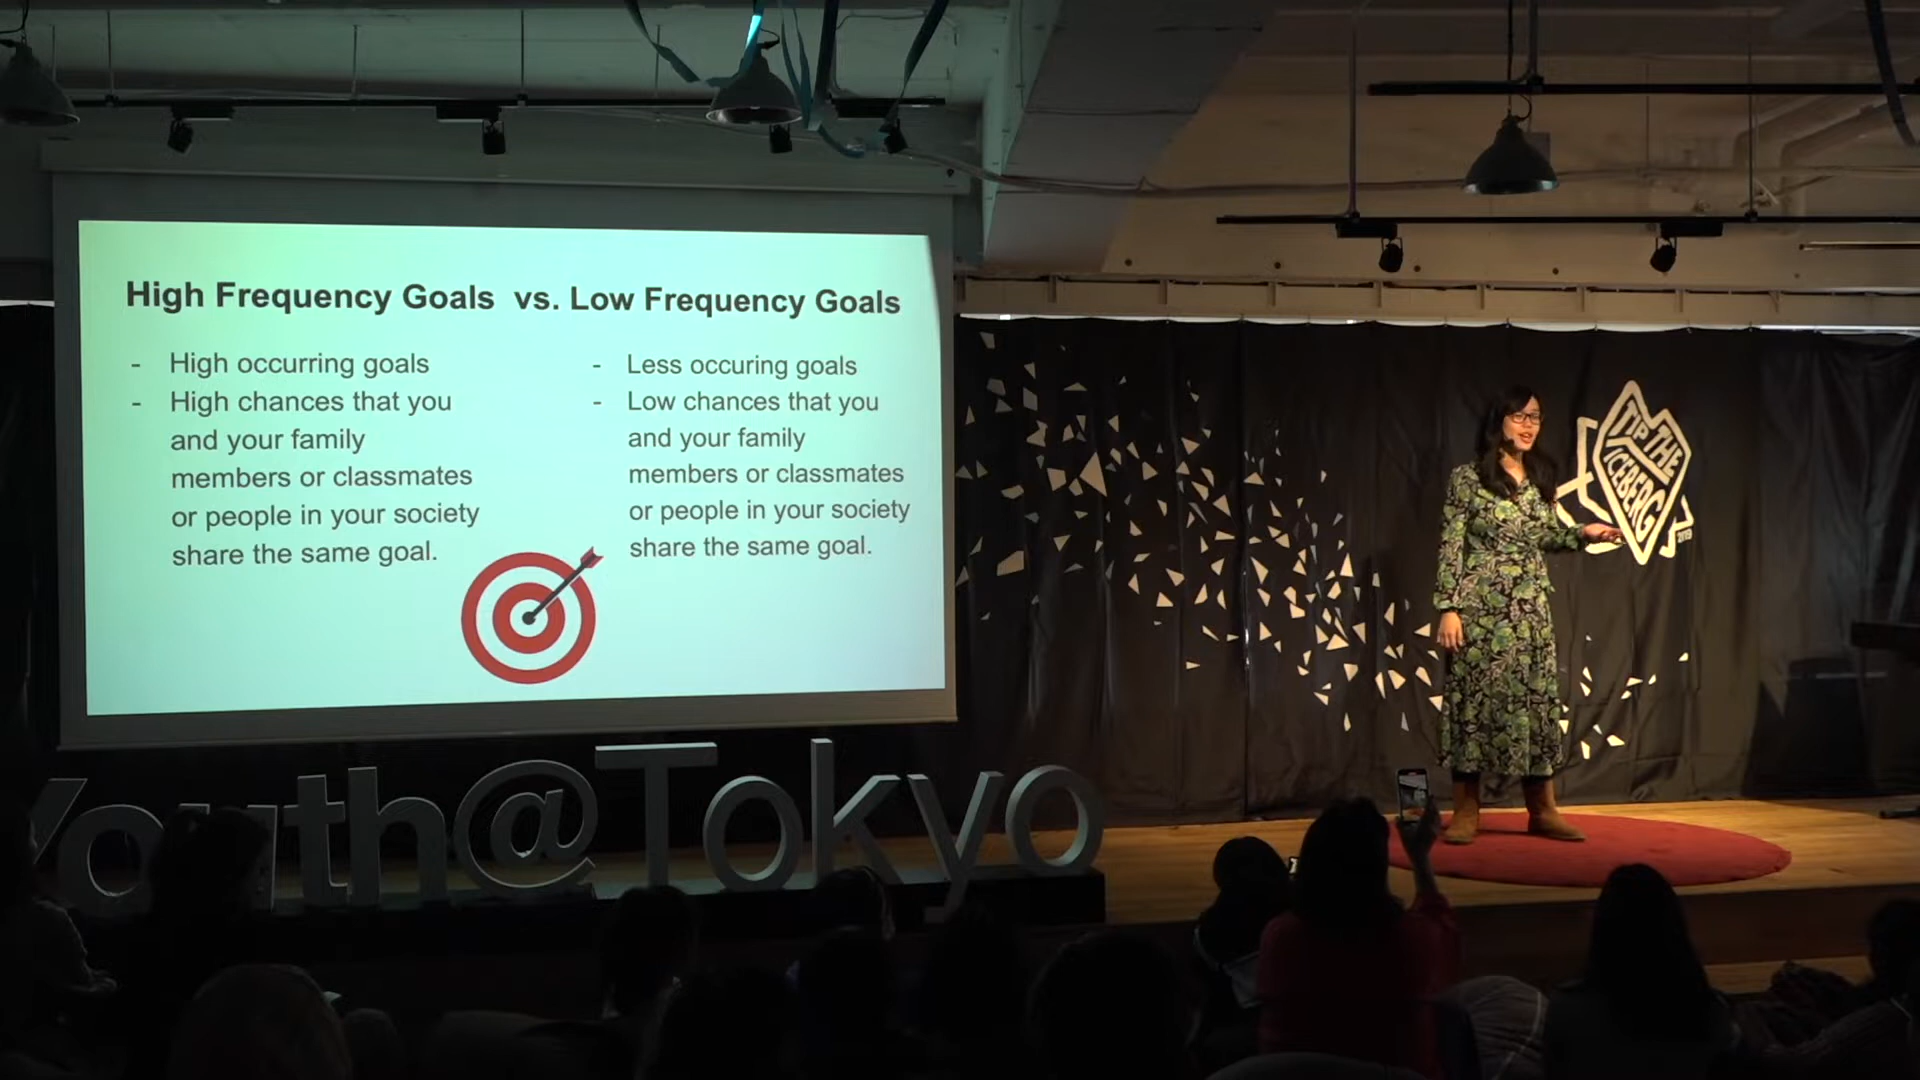 High Frequency Goals vs. Low Frequency Goals
- High occurring goals
- High chances that you
and your family
members or classmates
or people in your society
share the same goal.
- Less occuring goals
- Low chances that you
and your family
members or classmates
or people in your society
share the same goal.
TIP THE
ICEBERG
2019
Youth@Tokyo